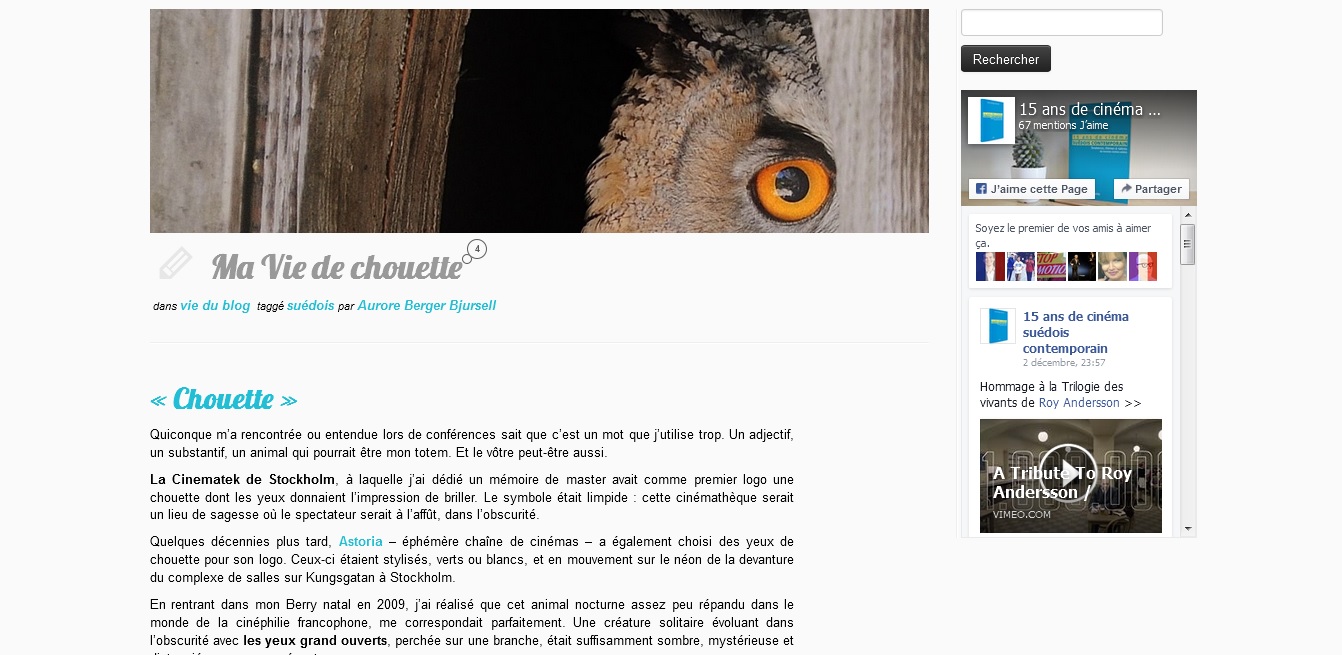 Ma Vie de chouette
4
dans vie du blog taggé suédois par Aurore Berger Bjursell
« Chouette »
Quiconque m’a rencontrée ou entendue lors de conférences sait que c’est un mot que j’utilise trop. Un adjectif,
un substantif, un animal qui pourrait être mon totem. Et le vôtre peut-être aussi.
La Cinematek de Stockholm, à laquelle j’ai dédié un mémoire de master avait comme premier logo une
chouette dont les yeux donnaient l’impression de briller. Le symbole était limpide : cette cinémathèque serait
un lieu de sagesse où le spectateur serait à l’affût, dans l’obscurité.
Quelques décennies plus tard, Astoria – éphémère chaîne de cinémas – a également choisi des yeux de
chouette pour son logo. Ceux-ci étaient stylisés, verts ou blancs, et en mouvement sur le néon de la devanture
du complexe de salles sur Kungsgatan à Stockholm.
En rentrant dans mon Berry natal en 2009, j’ai réalisé que cet animal nocturne assez peu répandu dans le
monde de la cinéphilie francophone, me correspondait parfaitement. Une créature solitaire évoluant dans
l’obscurité avec les yeux grand ouverts, perchée sur une branche, était suffisamment sombre, mystérieuse et
Rechercher
15 ans de cinéma ...
67 mentions J’aime
J’aime cette Page
Partager
Soyez le premier de vos amis à aimer
ça.
15 ans de cinéma
suédois
contemporain
2 décembre, 23:57
Hommage à la Trilogie des
vivants de Roy Andersson >>
A Tribute To Roy
Andersson /
VIMEO.COM